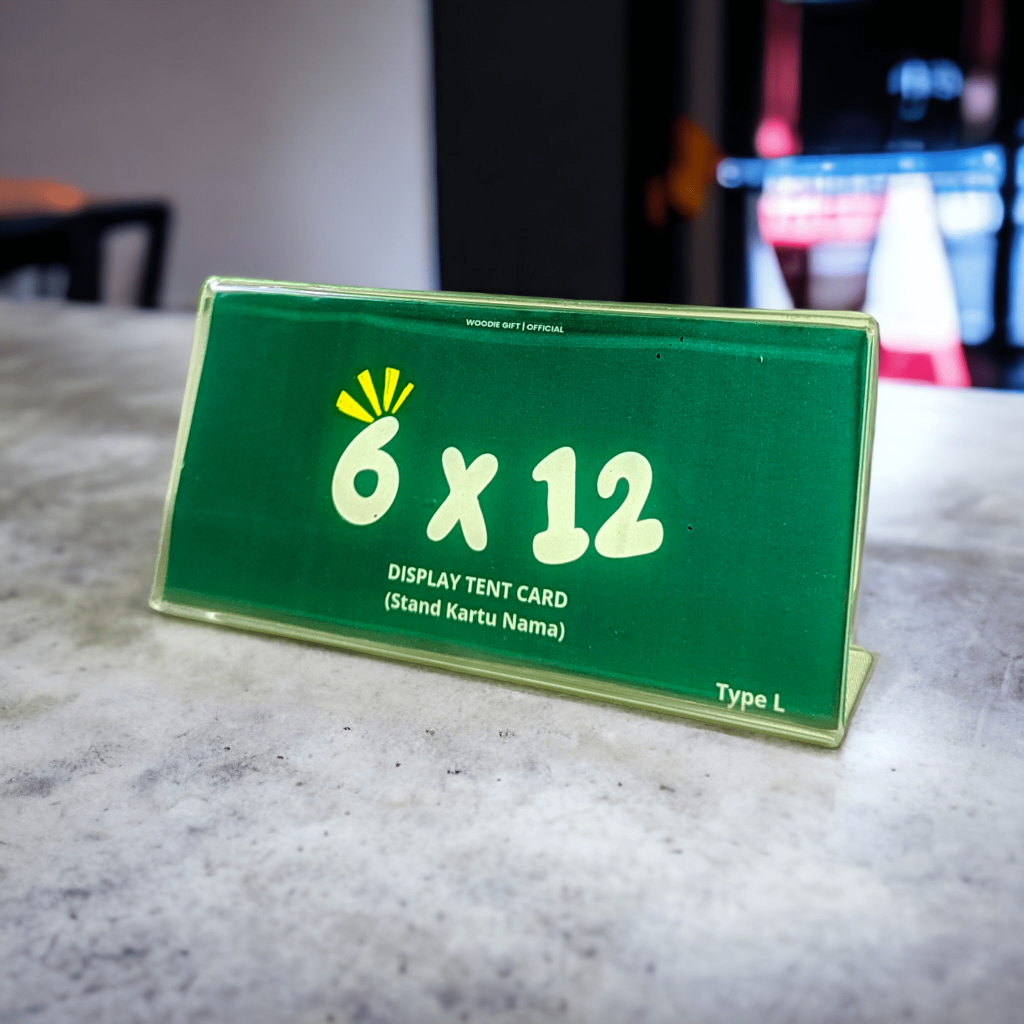 WOODIE GIFT | OFFICIAL
6 x 12
DISPLAY TENT CARD
(Stand Kartu Nama)
Type L